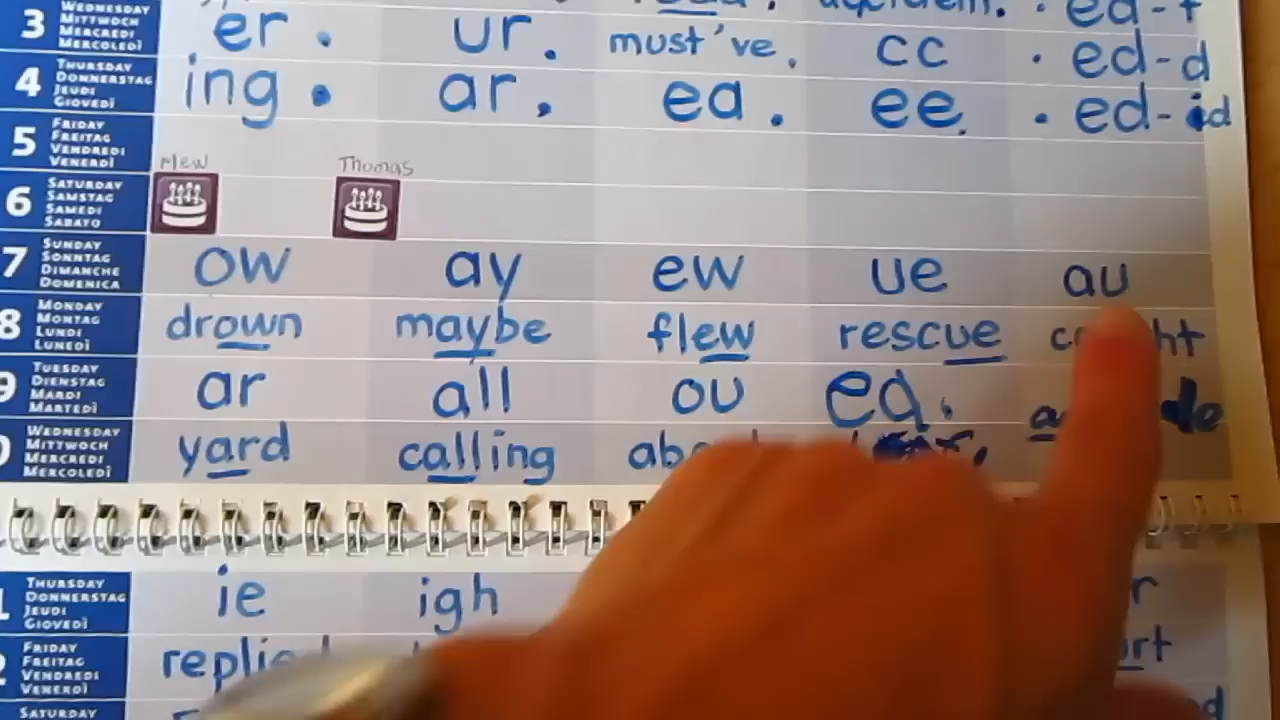 3 WEDNESDAY MITTWOCH MERCREDI MERCOLEDÌ er. ur. must've. cc . ed-d
4 THURSDAY DONNERSTAG JEUDI GIOVEDÌ ing. ar. ea. ee. . ed-id
5 FRIDAY FREITAG VENDREDI VENERDÌ
Mew Thomas
6 SATURDAY SAMSTAG SAMEDI SABATO
7 SUNDAY SONNTAG DIMANCHE DOMENICA ow ay ew ue au
8 MONDAY MONTAG LUNDI LUNEDÌ drown maybe flew rescue
9 TUESDAY DIENSTAG MARDI MARTEDÌ ar all ou ea.
WEDNESDAY MITTWOCH MERCREDI MERCOLEDÌ yard calling
THURSDAY DONNERSTAG JEUDI GIOVEDÌ ie igh
FRIDAY FREITAG VENDREDI VENERDÌ replied
SATURDAY